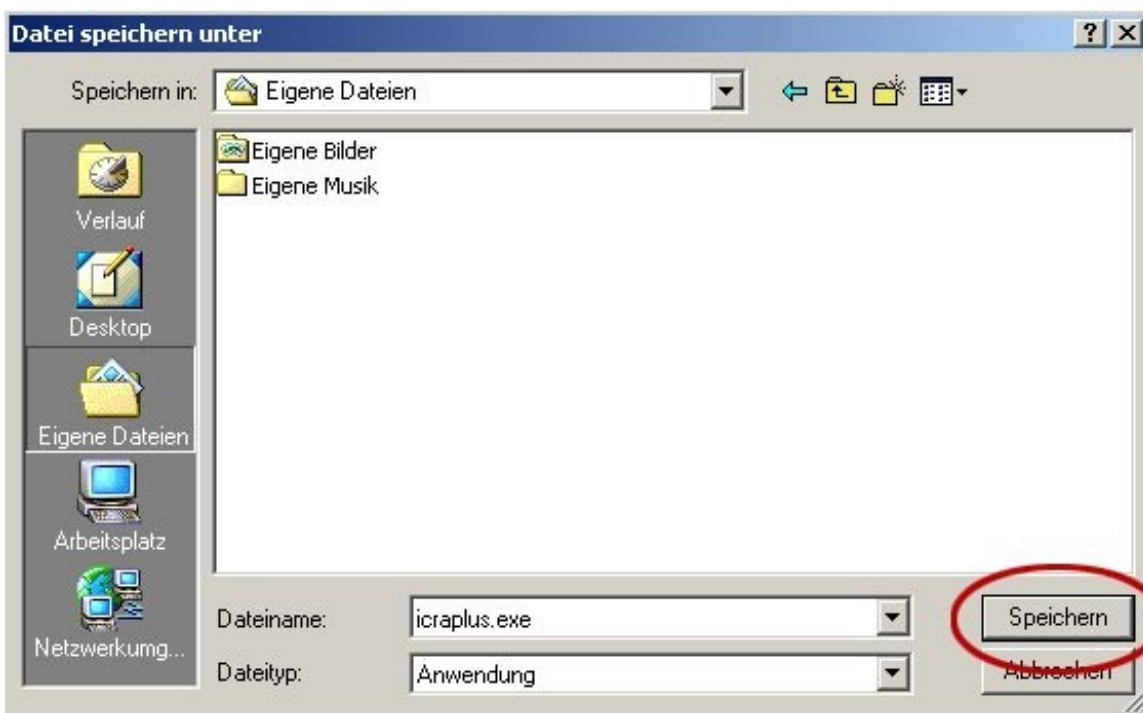 Datei speichern unter
Speichern in: Eigene Dateien
Eigene Bilder
Eigene Musik
Verlauf
Desktop
Eigene Dateien
Arbeitsplatz
Netzwerkumg...
Dateiname: icraplus.exe
Speichern
Dateityp: Anwendung
Abbrechen